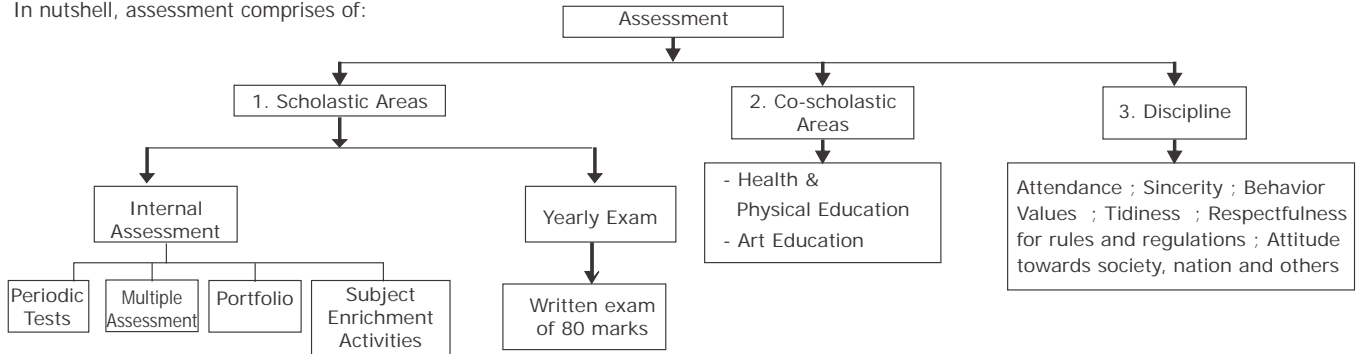 In nutshell, assessment comprises of:
Assessment
1. Scholastic Areas
2. Co-scholastic
Areas
3. Discipline
Internal
Assessment
Yearly Exam
- Health &
Physical Education
- Art Education
Attendance ; Sincerity ; Behavior
Values ; Tidiness ; Respectfulness
for rules and regulations ; Attitude
towards society, nation and others
Periodic
Tests
Multiple
Assessment
Portfolio
Subject
Enrichment
Activities
Written exam
of 80 marks